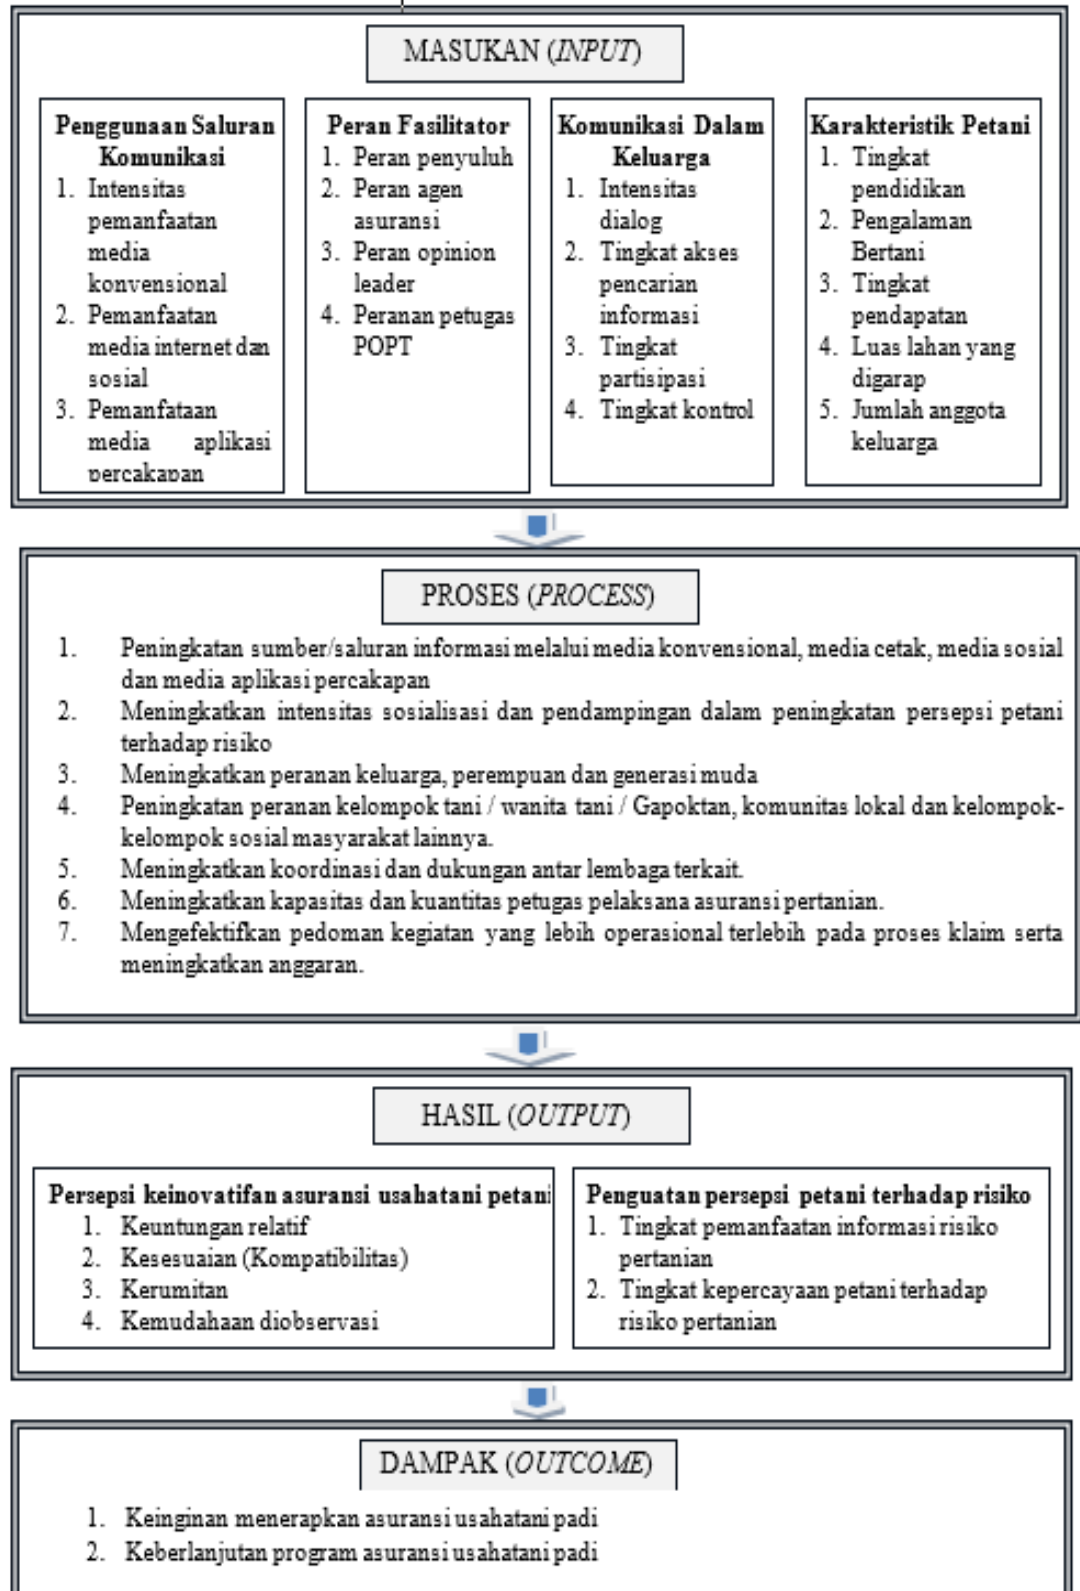 MASUKAN (INPUT)
Penggunaan Saluran
Komunikasi
1. Intensitas
pemanfaatan
media
konvensional
2. Pemanfaatan
media internet dan
sosial
3. Pemanfataan
media aplikasi
percakapan
Peran Fasilitator
1. Peran penyuluh
2. Peran agen
asuransi
3. Peran opinion
leader
4. Peranan petugas
POPT
Komunikasi Dalam
Keluarga
1. Intensitas
dialog
2. Tingkat akses
pencarian
informasi
3. Tingkat
partisipasi
4. Tingkat kontrol
Karakteristik Petani
1. Tingkat
pendidikan
2. Pengalaman
Bertani
3. Tingkat
pendapatan
4. Luas lahan yang
digarap
5. Jumlah anggota
keluarga
PROSES (PROCESS)
1. Peningkatan sumber/saluran informasi melalui media konvensional, media cetak, media sosial
dan media aplikasi percakapan
2. Meningkatkan intensitas sosialisasi dan pendampingan dalam peningkatan persepsi petani
terhadap risiko
3. Meningkatkan peranan keluarga, perempuan dan generasi muda
4. Peningkatan peranan kelompok tani / wanita tani / Gapoktan, komunitas lokal dan kelompok-
kelompok sosial masyarakat lainnya.
5. Meningkatkan koordinasi dan dukungan antar lembaga terkait.
6. Meningkatkan kapasitas dan kuantitas petugas pelaksana asuransi pertanian.
7. Mengefektifkan pedoman kegiatan yang lebih operasional terlebih pada proses klaim serta
meningkatkan anggaran.
HASIL (OUTPUT)
Persepsi keinovatifan asuransi usahatani petani
1. Keuntungan relatif
2. Kesesuaian (Kompatibilitas)
3. Kerumitan
4. Kemudahaan diobservasi
Penguatan persepsi petani terhadap risiko
1. Tingkat pemanfaatan informasi risiko
pertanian
2. Tingkat kepercayaan petani terhadap
risiko pertanian
DAMPAK (OUTCOME)
1. Keinginan menerapkan asuransi usahatani padi
2. Keberlanjutan program asuransi usahatani padi